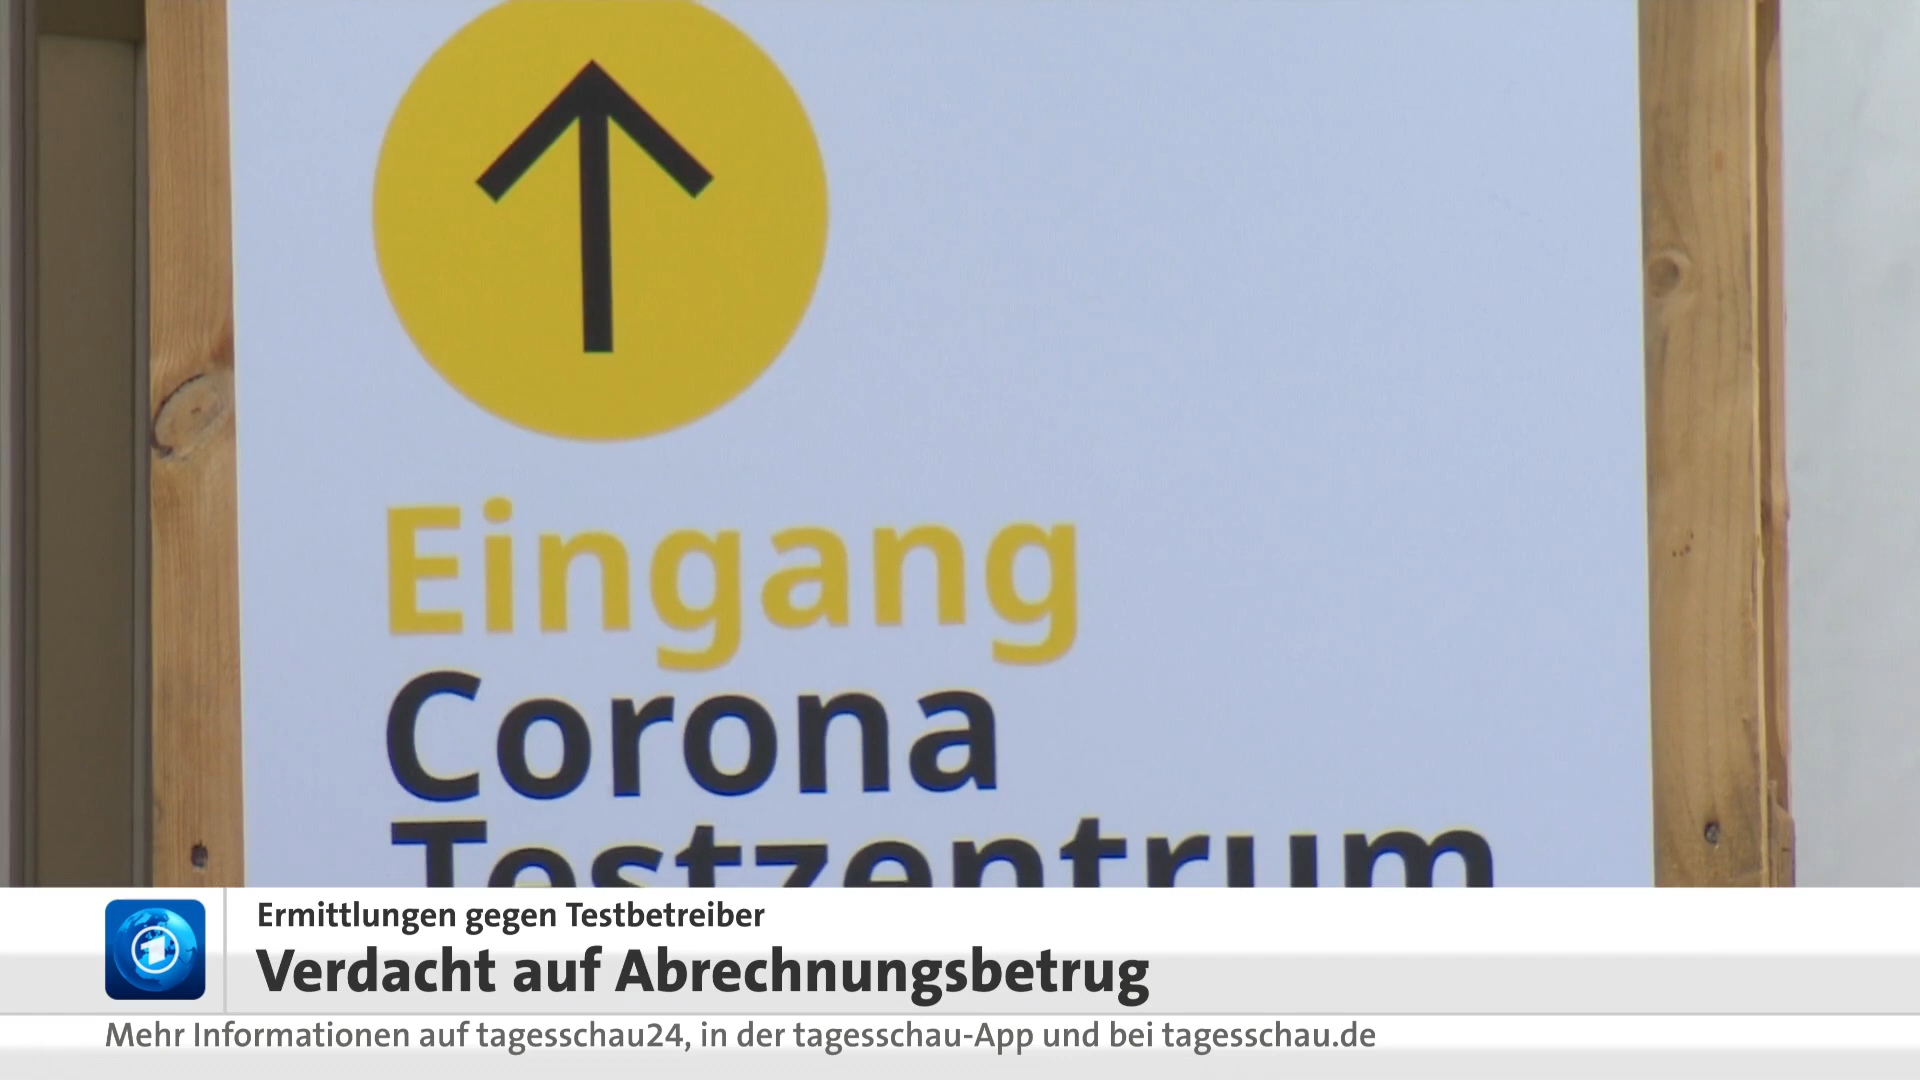 Eingang
Corona
Testzentrum
Ermittlungen gegen Testbetreiber
Verdacht auf Abrechnungsbetrug
Mehr Informationen auf tagesschau24, in der tagesschau-App und bei tagesschau.de